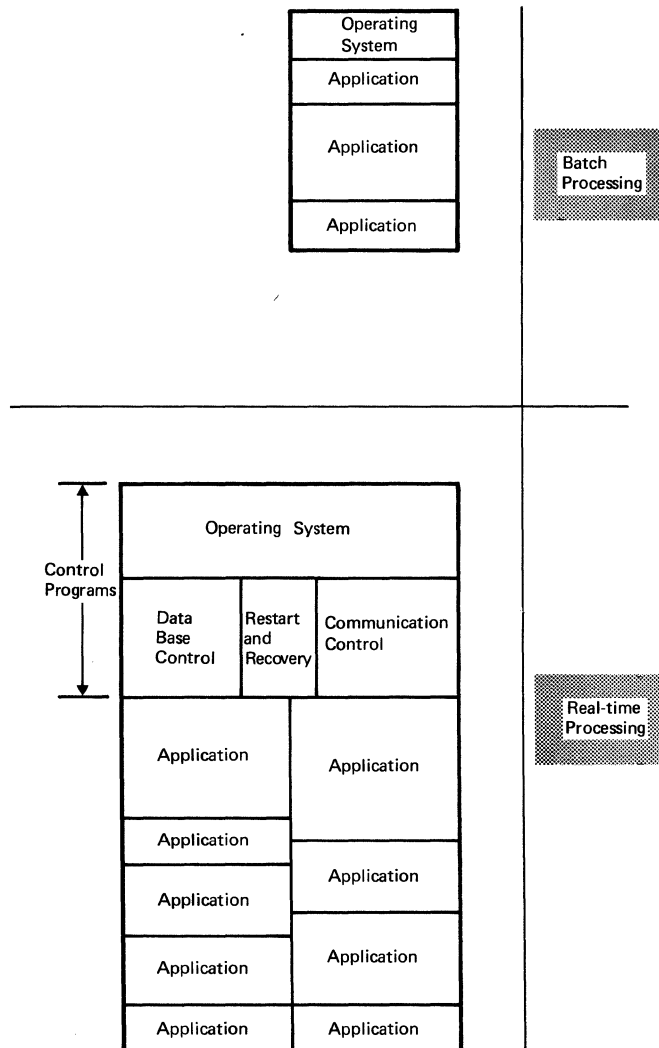 Operating
System
Application
Application
Application
Batch
Processing
Operating System
Control
Programs
Data
Base
Control
Restart
and
Recovery
Communication
Control
Real-time
Processing
Application
Application
Application
Application
Application
Application
Application
Application
Application